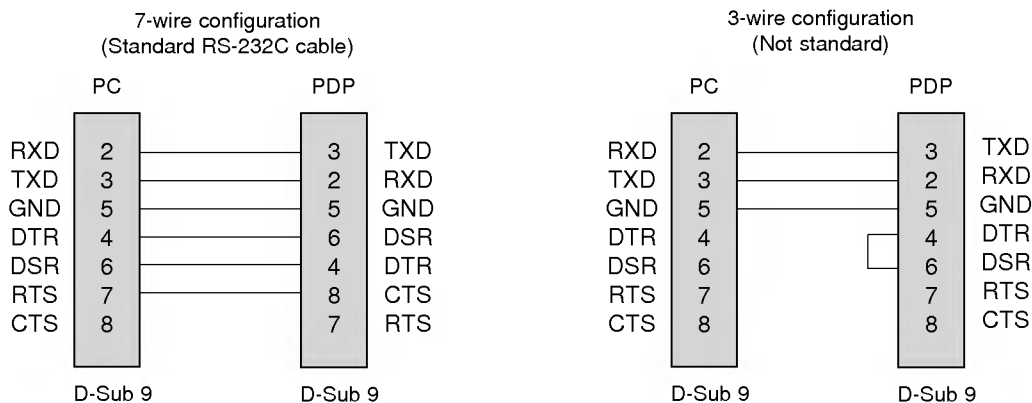 7-wire configuration
(Standard RS-232C cable)
PC PDP
RXD 2 3 TXD
TXD 3 2 RXD
GND 5 5 GND
DTR 4 6 DSR
DSR 6 4 DTR
RTS 7 8 CTS
CTS 8 7 RTS
D-Sub 9 D-Sub 9
3-wire configuration
(Not standard)
PC PDP
RXD 2 3 TXD
TXD 3 2 RXD
GND 5 5 GND
DTR 4 4 DTR
DSR 6 6 DSR
RTS 7 7 RTS
CTS 8 8 CTS
D-Sub 9 D-Sub 9